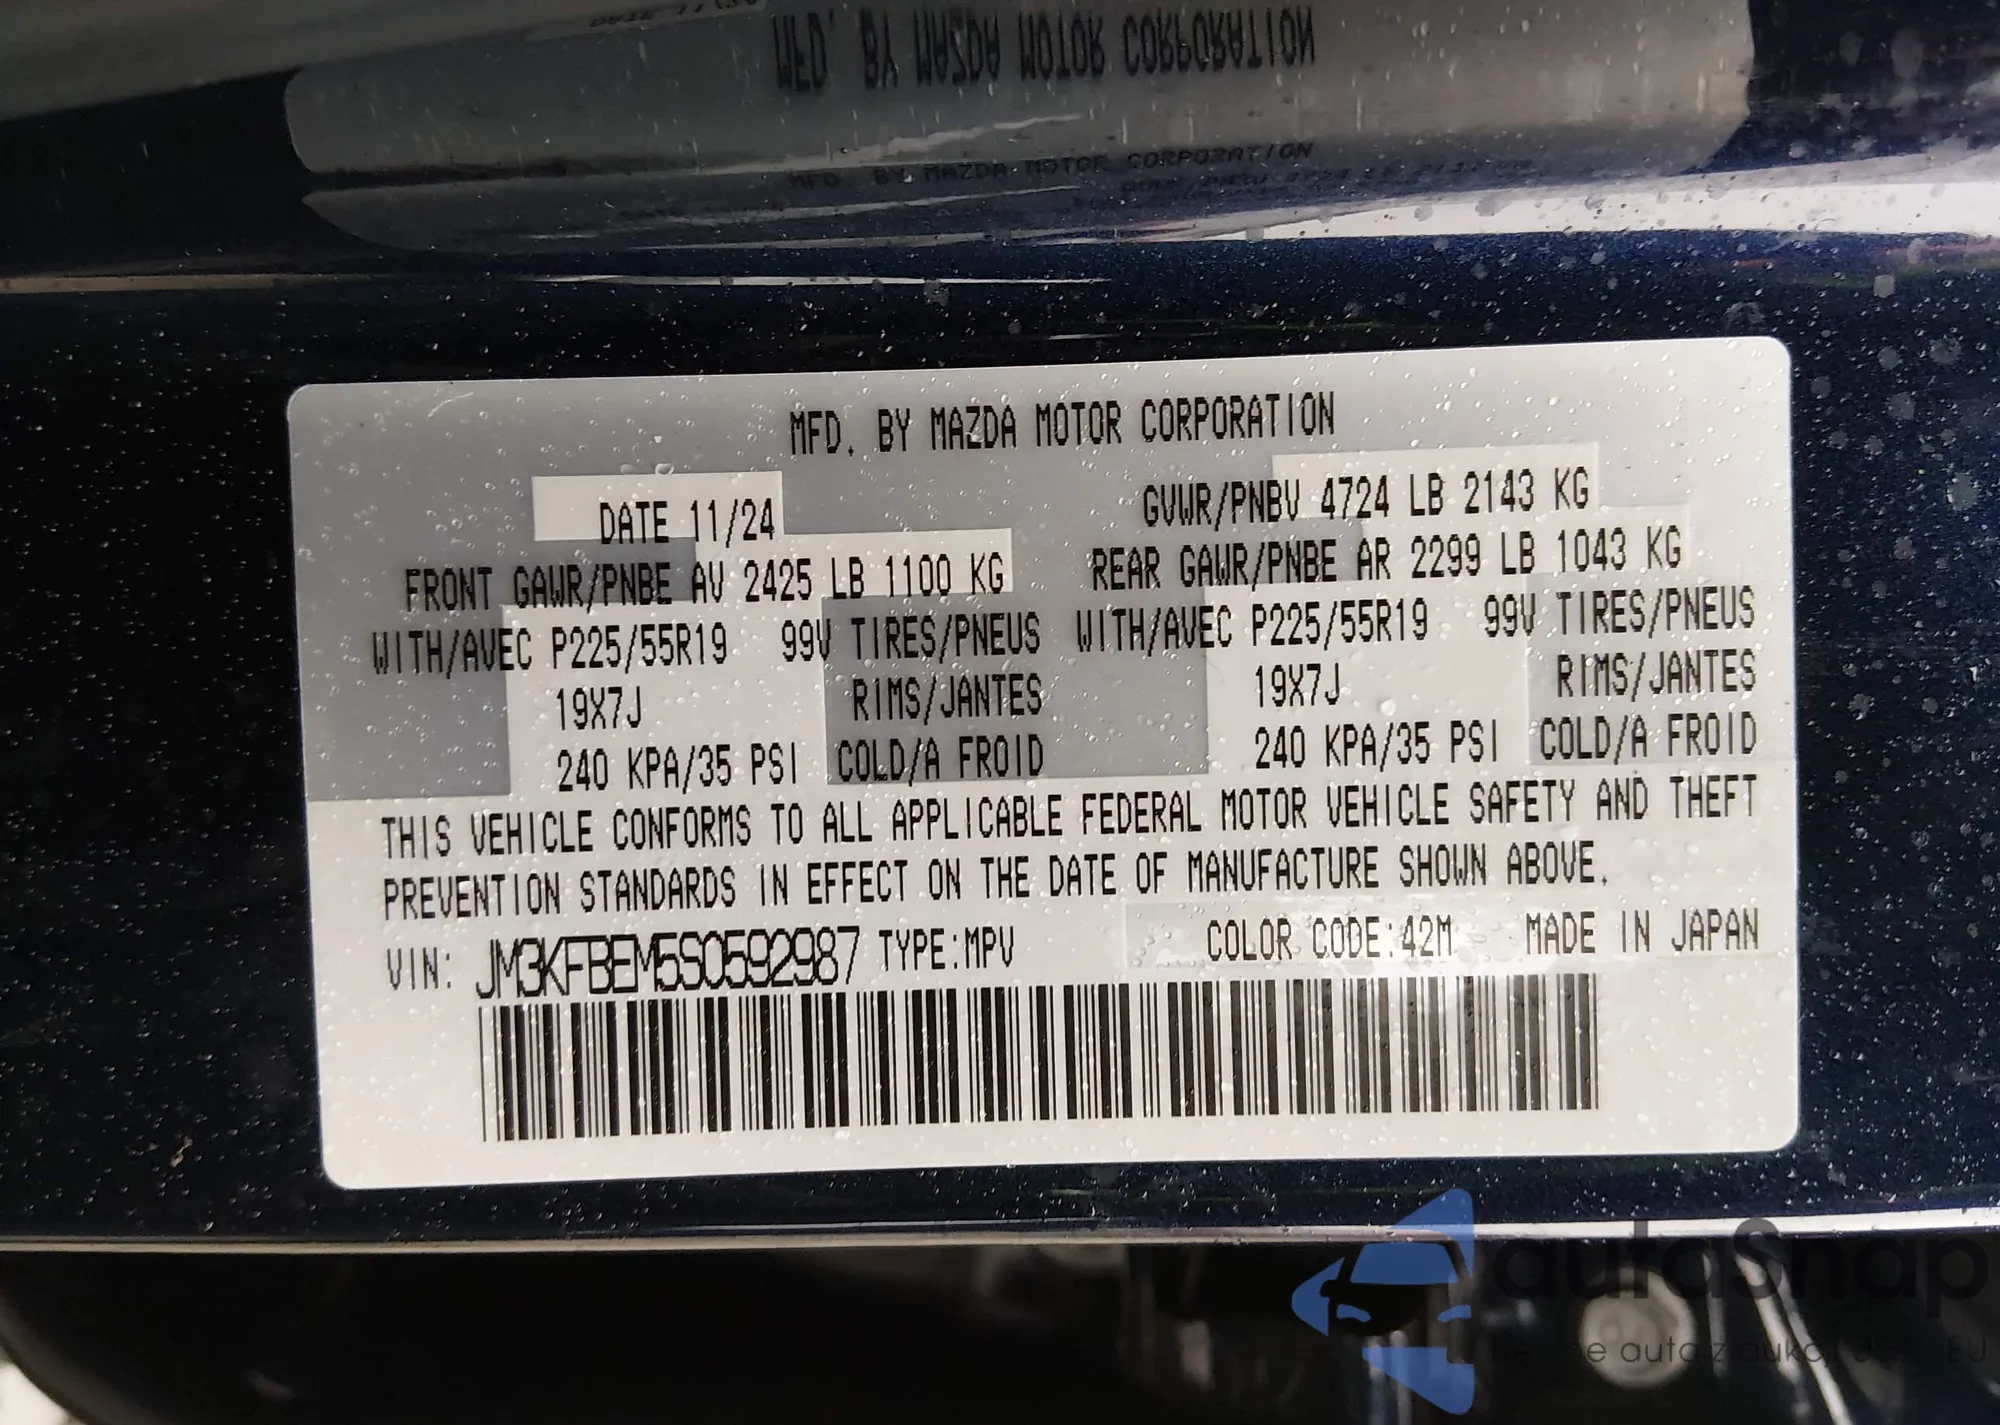 MFD. BY MAZDA MOTOR CORPORATION
MFD. BY MAZDA MOTOR CORPORATION
MFD. BY MAZDA MOTOR CORPORATION
DATE 11/24 GVWR/PNBV 4724 LB 2143 KG
FRONT GAWR/PNBE AV 2425 LB 1100 KG REAR GAWR/PNBE AR 2299 LB 1043 KG
WITH/AVEC P225/55R19 99V TIRES/PNEUS WITH/AVEC P225/55R19 99V TIRES/PNEUS
19X7J RIMS/JANTES 19X7J RIMS/JANTES
240 KPA/35 PSI COLD/A FROID 240 KPA/35 PSI COLD/A FROID
THIS VEHICLE CONFORMS TO ALL APPLICABLE FEDERAL MOTOR VEHICLE SAFETY AND THEFT
PREVENTION STANDARDS IN EFFECT ON THE DATE OF MANUFACTURE SHOWN ABOVE.
VIN: JM3KFBEM5S0592987 TYPE:MPV COLOR CODE:42M MADE IN JAPAN
autoSnap
auto z aukcji EU